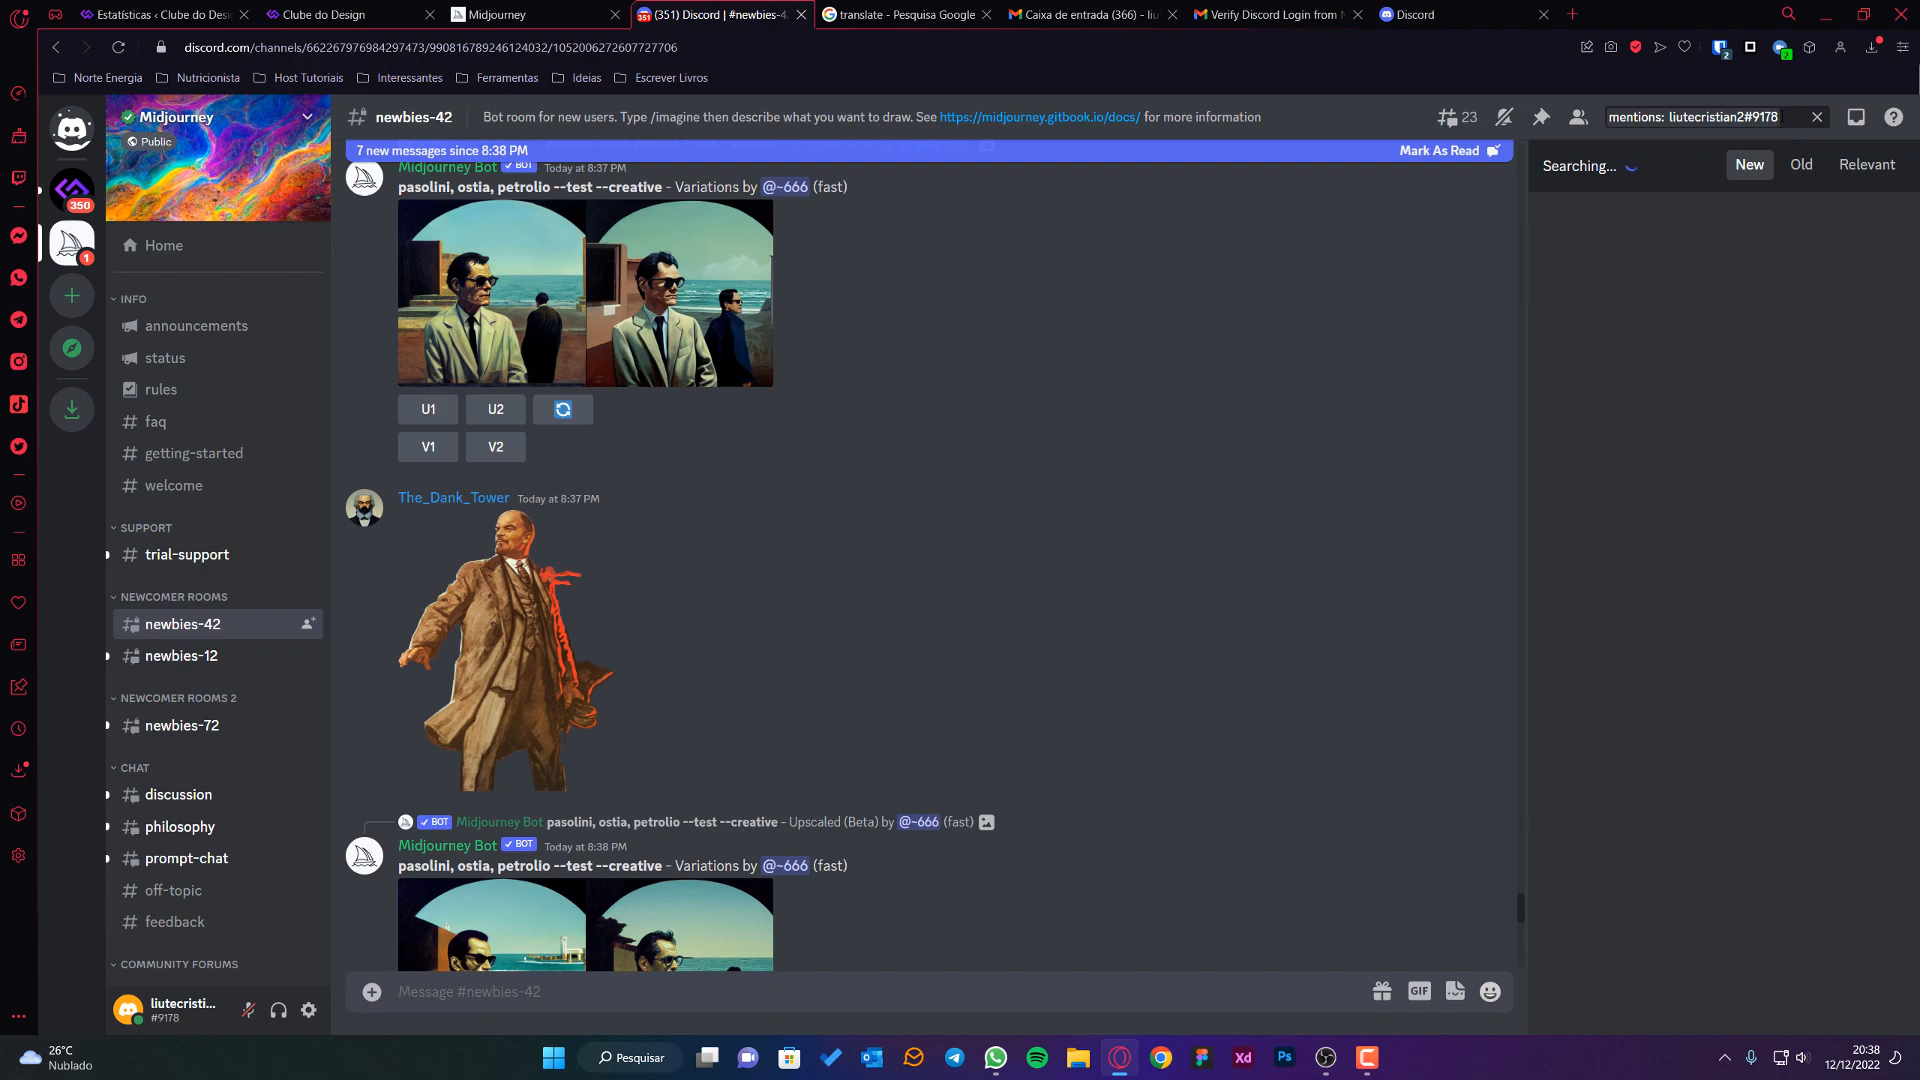 Estatísticas ‹ Clube do Desi
Clube do Design
Midjourney
(351) Discord | #newbies-4
translate - Pesquisa Google
Caixa de entrada (366) - liu
Verify Discord Login from N
Discord
discord.com/channels/662267976984297473/990816789246124032/1052006272607727706
Norte Energia
Nutricionista
Host Tutoriais
Interessantes
Ferramentas
Ideias
Escrever Livros
Midjourney
Public
350
1
Home
INFO
announcements
status
rules
faq
getting-started
welcome
SUPPORT
trial-support
NEWCOMER ROOMS
newbies-42
newbies-12
NEWCOMER ROOMS 2
newbies-72
CHAT
discussion
philosophy
prompt-chat
off-topic
feedback
COMMUNITY FORUMS
liutecristi...
#9178
newbies-42
Bot room for new users. Type /imagine then describe what you want to draw. See https://midjourney.gitbook.io/docs/ for more information
23
mentions: liutecristian2#9178
7 new messages since 8:38 PM
Mark As Read
Midjourney Bot ✓ BOT Today at 8:37 PM
pasolini, ostia, petrolio --test --creative - Variations by @~666 (fast)
U1
U2
V1
V2
The_Dank_Tower Today at 8:37 PM
✓ BOT Midjourney Bot pasolini, ostia, petrolio --test --creative - Upscaled (Beta) by @~666 (fast)
Midjourney Bot ✓ BOT Today at 8:38 PM
pasolini, ostia, petrolio --test --creative - Variations by @~666 (fast)
Message #newbies-42
GIF
Searching...
New
Old
Relevant
26°C
Nublado
Pesquisar
Xd
Ps
20:38
12/12/2022